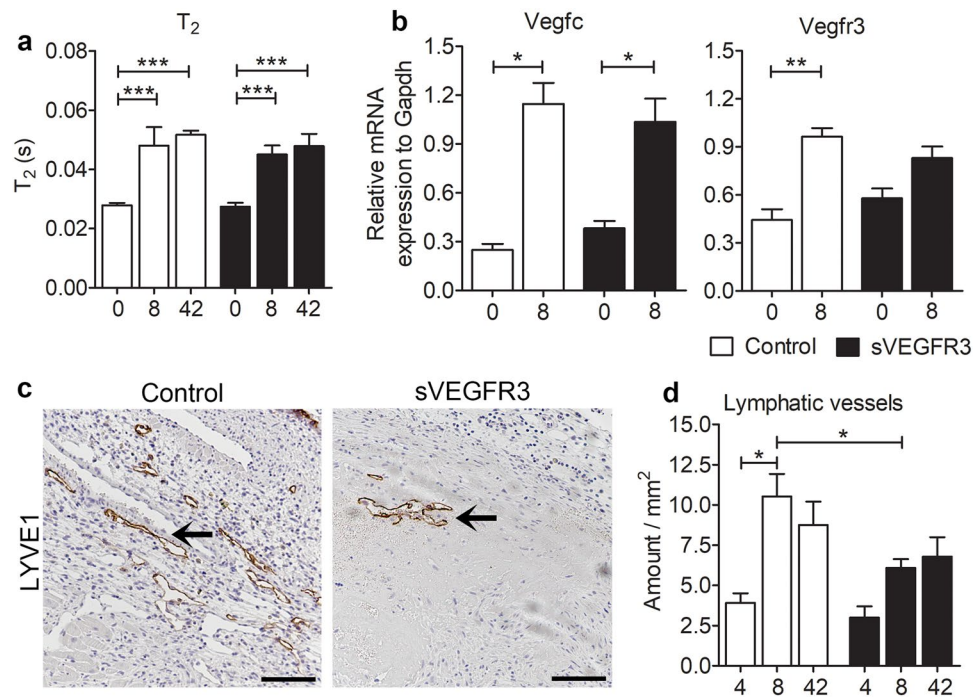 a
T2
T2 (s)
0.08
0.06
0.04
0.02
0.00
***
***
***
***
0 8 42 0 8 42
b
Vegfc
Relative mRNA
expression to Gapdh
1.5
1.2
0.9
0.6
0.3
0.0
*
*
0 8 0 8
Vegfr3
1.5
1.2
0.9
0.6
0.3
0.0
**
0 8 0 8
Control sVEGFR3
c
Control sVEGFR3
LYVE1
d
Lymphatic vessels
Amount / mm2
15.0
12.5
10.0
7.5
5.0
2.5
0.0
*
*
4 8 42 4 8 42